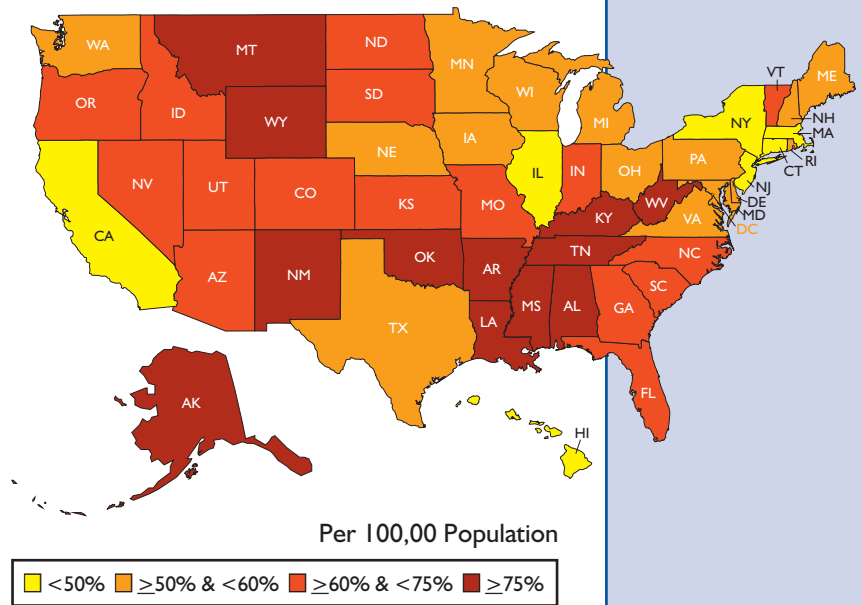 WA
MT
ND
MN
VT
ME
OR
ID
SD
WI
MI
NY
NH
MA
WY
IA
NE
PA
RI
CT
NJ
NV
UT
CO
IL
IN
OH
DE
MD
DC
CA
KS
MO
WV
VA
KY
AZ
NM
OK
AR
TN
NC
SC
MS
AL
GA
LA
TX
FL
AK
HI
Per 100,00 Population
<50% ≥50% & <60% ≥60% & <75% ≥75%